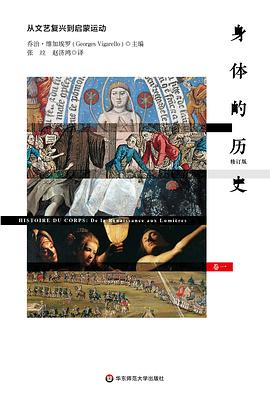 从文艺复兴到启蒙运动
乔治·维加埃罗(Georges Vigarello)◎主编
张 竝 赵济鸿◎译
身体的历史
修订版
HISTOIRE DU CORPS: De la Renaissance aux Lumières
卷一
华东师范大学出版社